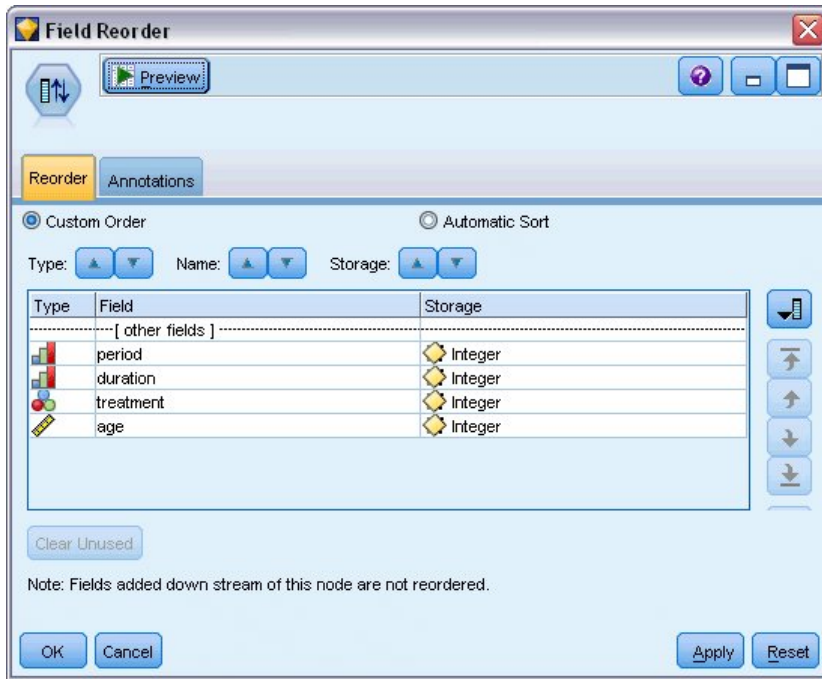 Field Reorder
Preview
Reorder Annotations
Custom Order Automatic Sort
Type: Name: Storage:
Type Field Storage
[ other fields ]
period Integer
duration Integer
treatment Integer
age Integer
Clear Unused
Note: Fields added down stream of this node are not reordered.
OK Cancel Apply Reset